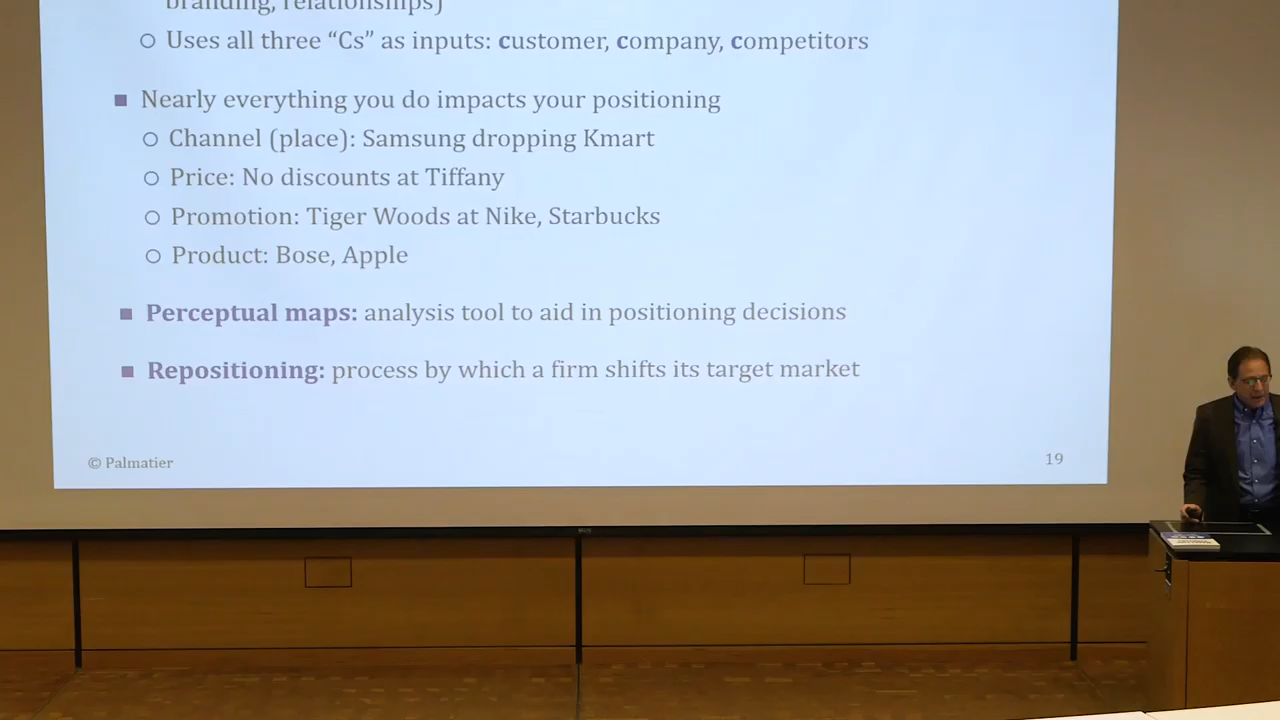 branding, relationships)
○ Uses all three “Cs” as inputs: customer, company, competitors
■ Nearly everything you do impacts your positioning
○ Channel (place): Samsung dropping Kmart
○ Price: No discounts at Tiffany
○ Promotion: Tiger Woods at Nike, Starbucks
○ Product: Bose, Apple
■ Perceptual maps: analysis tool to aid in positioning decisions
■ Repositioning: process by which a firm shifts its target market
© Palmatier
19